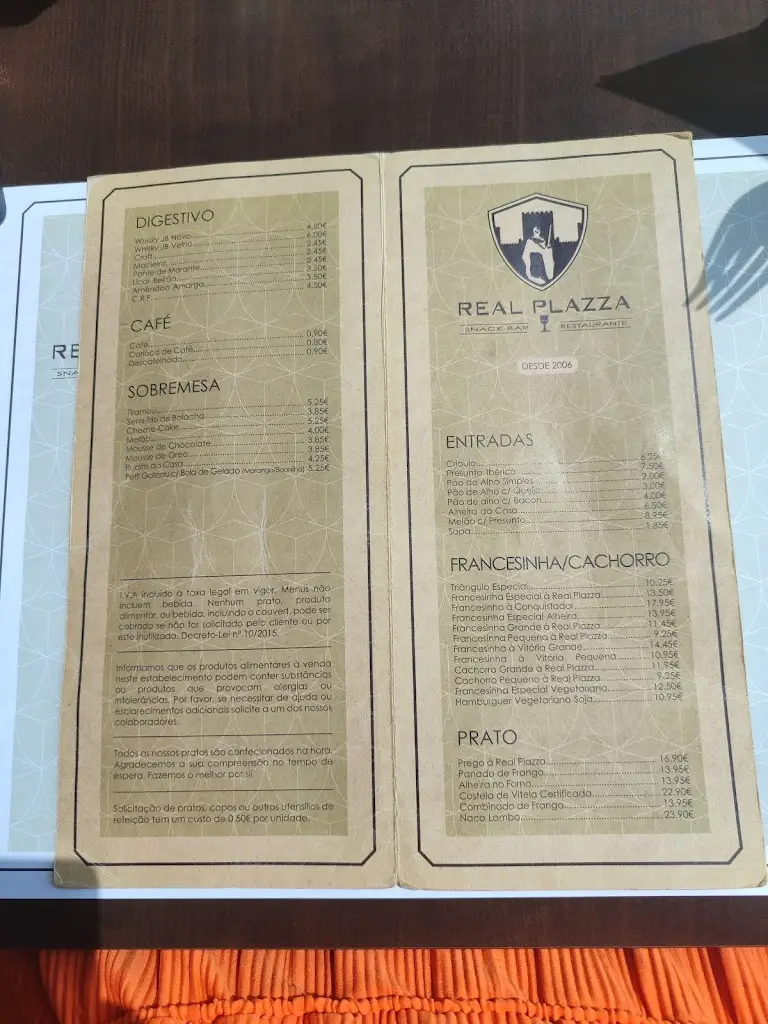 DIGESTIVO
Whisky JB Novo 4.50€
Whisky JB Velho 6.00€
Croft 2.45€
Macieira 2.45€
Ponte de Marante 2.45€
Licor Beirão 3.50€
Amêndoa Amarga 3.50€
C.R.F. 4.50€
CAFÉ
Café 0,90€
Carioca de Café 0,80€
Descafeinado 0,90€
SOBREMESA
Tiramisu 5.25€
Semi-frio de Bolacha 3.85€
Cheese-Cake 5.25€
Melão 4.00€
Mousse de Chocolate 3.85€
Mousse de Oreo 3.85€
Pudim da Casa 4.25€
Petit Gateau c/ Bola de Gelado (Morango/Baunilha) 5.25€
I.V.A incluído à taxa legal em vigor. Menus não
incluem bebida. Nenhum prato, produto
alimentar, ou bebida, incluindo o couvert, pode ser
cobrado se não for solicitado pelo cliente ou por
este inutilizado. Decreto-Lei nº 10/2015.
Informamos que os produtos alimentares à venda
neste estabelecimento podem conter substâncias
ou produtos que provocam alergias ou
intolerâncias. Por favor, se necessitar de ajuda ou
esclarecimentos adicionais solicite a um dos nossos
colaboradores.
Todos os nossos pratos são confecionados na hora.
Agradecemos a sua compreensão no tempo de
espera. Fazemos o melhor por si!
Solicitação de pratos, copos ou outros utensílios de
refeição tem um custo de 0.50€ por unidade.
REAL PLAZZA
SNACK-BAR RESTAURANTE
DESDE 2006
ENTRADAS
Crioulo 6.25€
Presunto Ibérico 7.50€
Pão de Alho Simples 2.00€
Pão de Alho c/ Queijo 3.00€
Pão de alho c/ Bacon 4.00€
Alheira da Casa 6.50€
Melão c/ Presunto 8.95€
Sopa 1.85€
FRANCESINHA/CACHORRO
Triângulo Especial 10.25€
Francesinha Especial à Real Plazza 13.50€
Francesinha à Conquistador 17.95€
Francesinha Especial Alheira 13.95€
Francesinha Grande à Real Plazza 11.45€
Francesinha Pequena à Real Plazza 9.25€
Francesinha à Vitória Grande 14.45€
Francesinha à Vitória Pequena 10.95€
Cachorro Grande à Real Plazza 11.95€
Cachorro Pequeno à Real Plazza 9.25€
Francesinha Especial Vegetariana 12.50€
Hamburguer Vegetariano Soja 10.95€
PRATO
Prego à Real Plazza 16.90€
Panado de Frango 13.95€
Alheira no Forno 13.95€
Costela de Vitela Certificada 22.90€
Combinado de Frango 13.95€
Naco Lombo 23.90€
RE
SNA